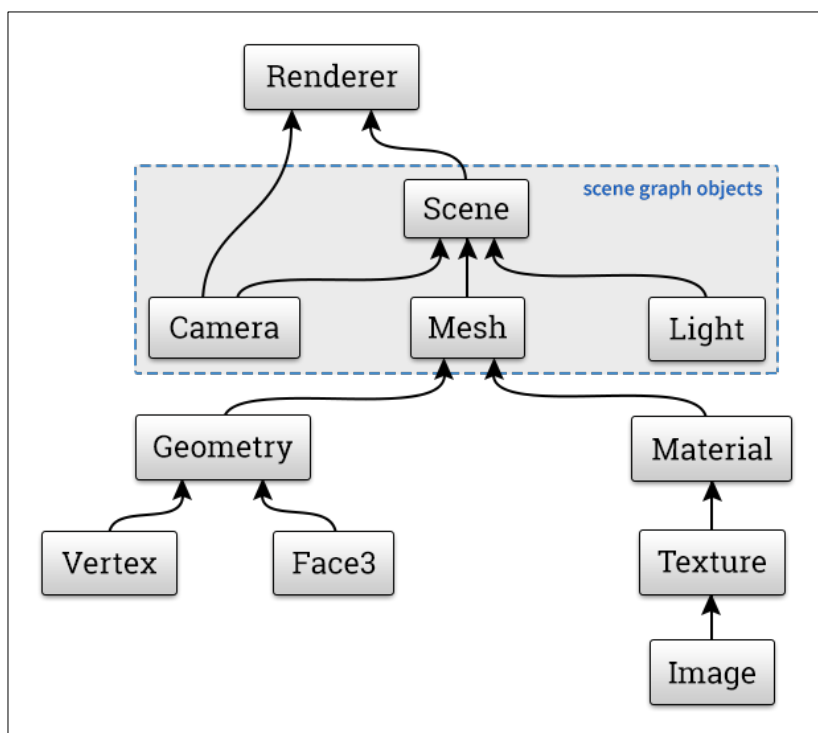 Renderer
scene graph objects
Scene
Camera
Mesh
Light
Geometry
Material
Vertex
Face3
Texture
Image